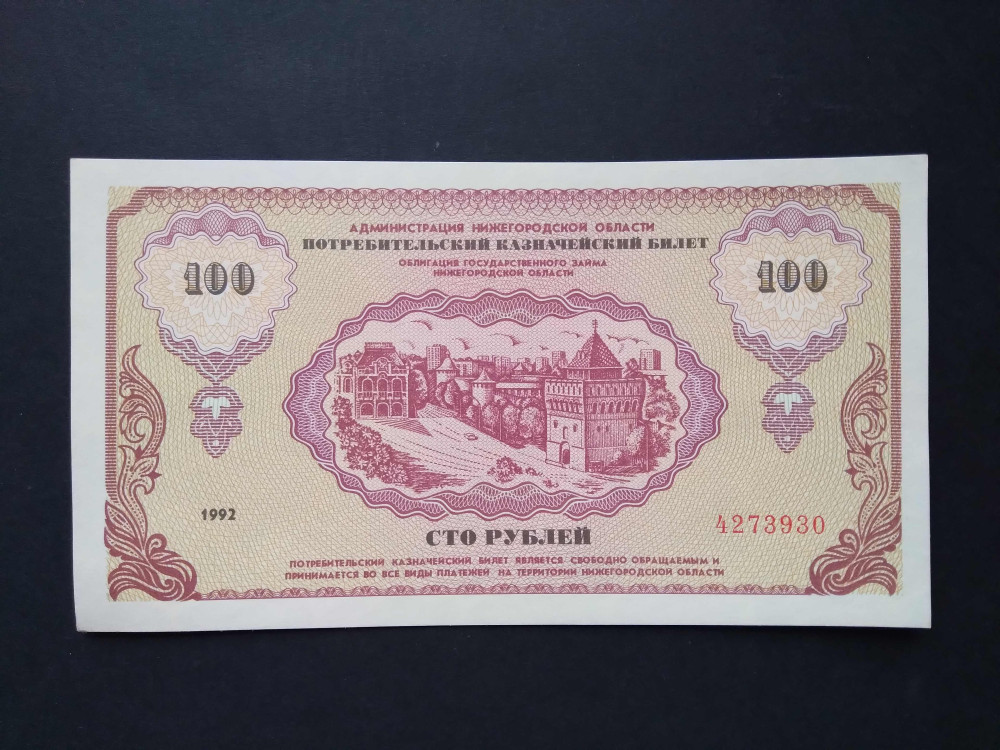 АДМИНИСТРАЦИЯ НИЖЕГОРОДСКОЙ ОБЛАСТИ
ПОТРЕБИТЕЛЬСКИЙ КАЗНАЧЕЙСКИЙ БИЛЕТ
ОБЛИГАЦИЯ ГОСУДАРСТВЕННОГО ЗАЙМА
НИЖЕГОРОДСКОЙ ОБЛАСТИ
100
100
1992
4273930
СТО РУБЛЕЙ
ПОТРЕБИТЕЛЬСКИЙ КАЗНАЧЕЙСКИЙ БИЛЕТ ЯВЛЯЕТСЯ СВОБОДНО ОБРАЩАЕМЫМ И
ПРИНИМАЕТСЯ ВО ВСЕ ВИДЫ ПЛАТЕЖЕЙ НА ТЕРРИТОРИИ НИЖЕГОРОДСКОЙ ОБЛАСТИ